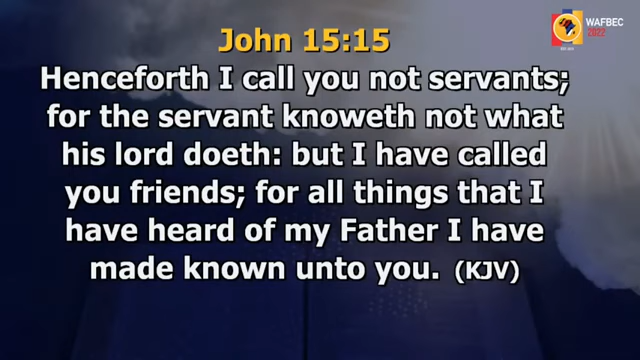 WAFBEC
2022
John 15:15
Henceforth I call you not servants;
for the servant knoweth not what
his lord doeth: but I have called
you friends; for all things that I
have heard of my Father I have
made known unto you. (KJV)